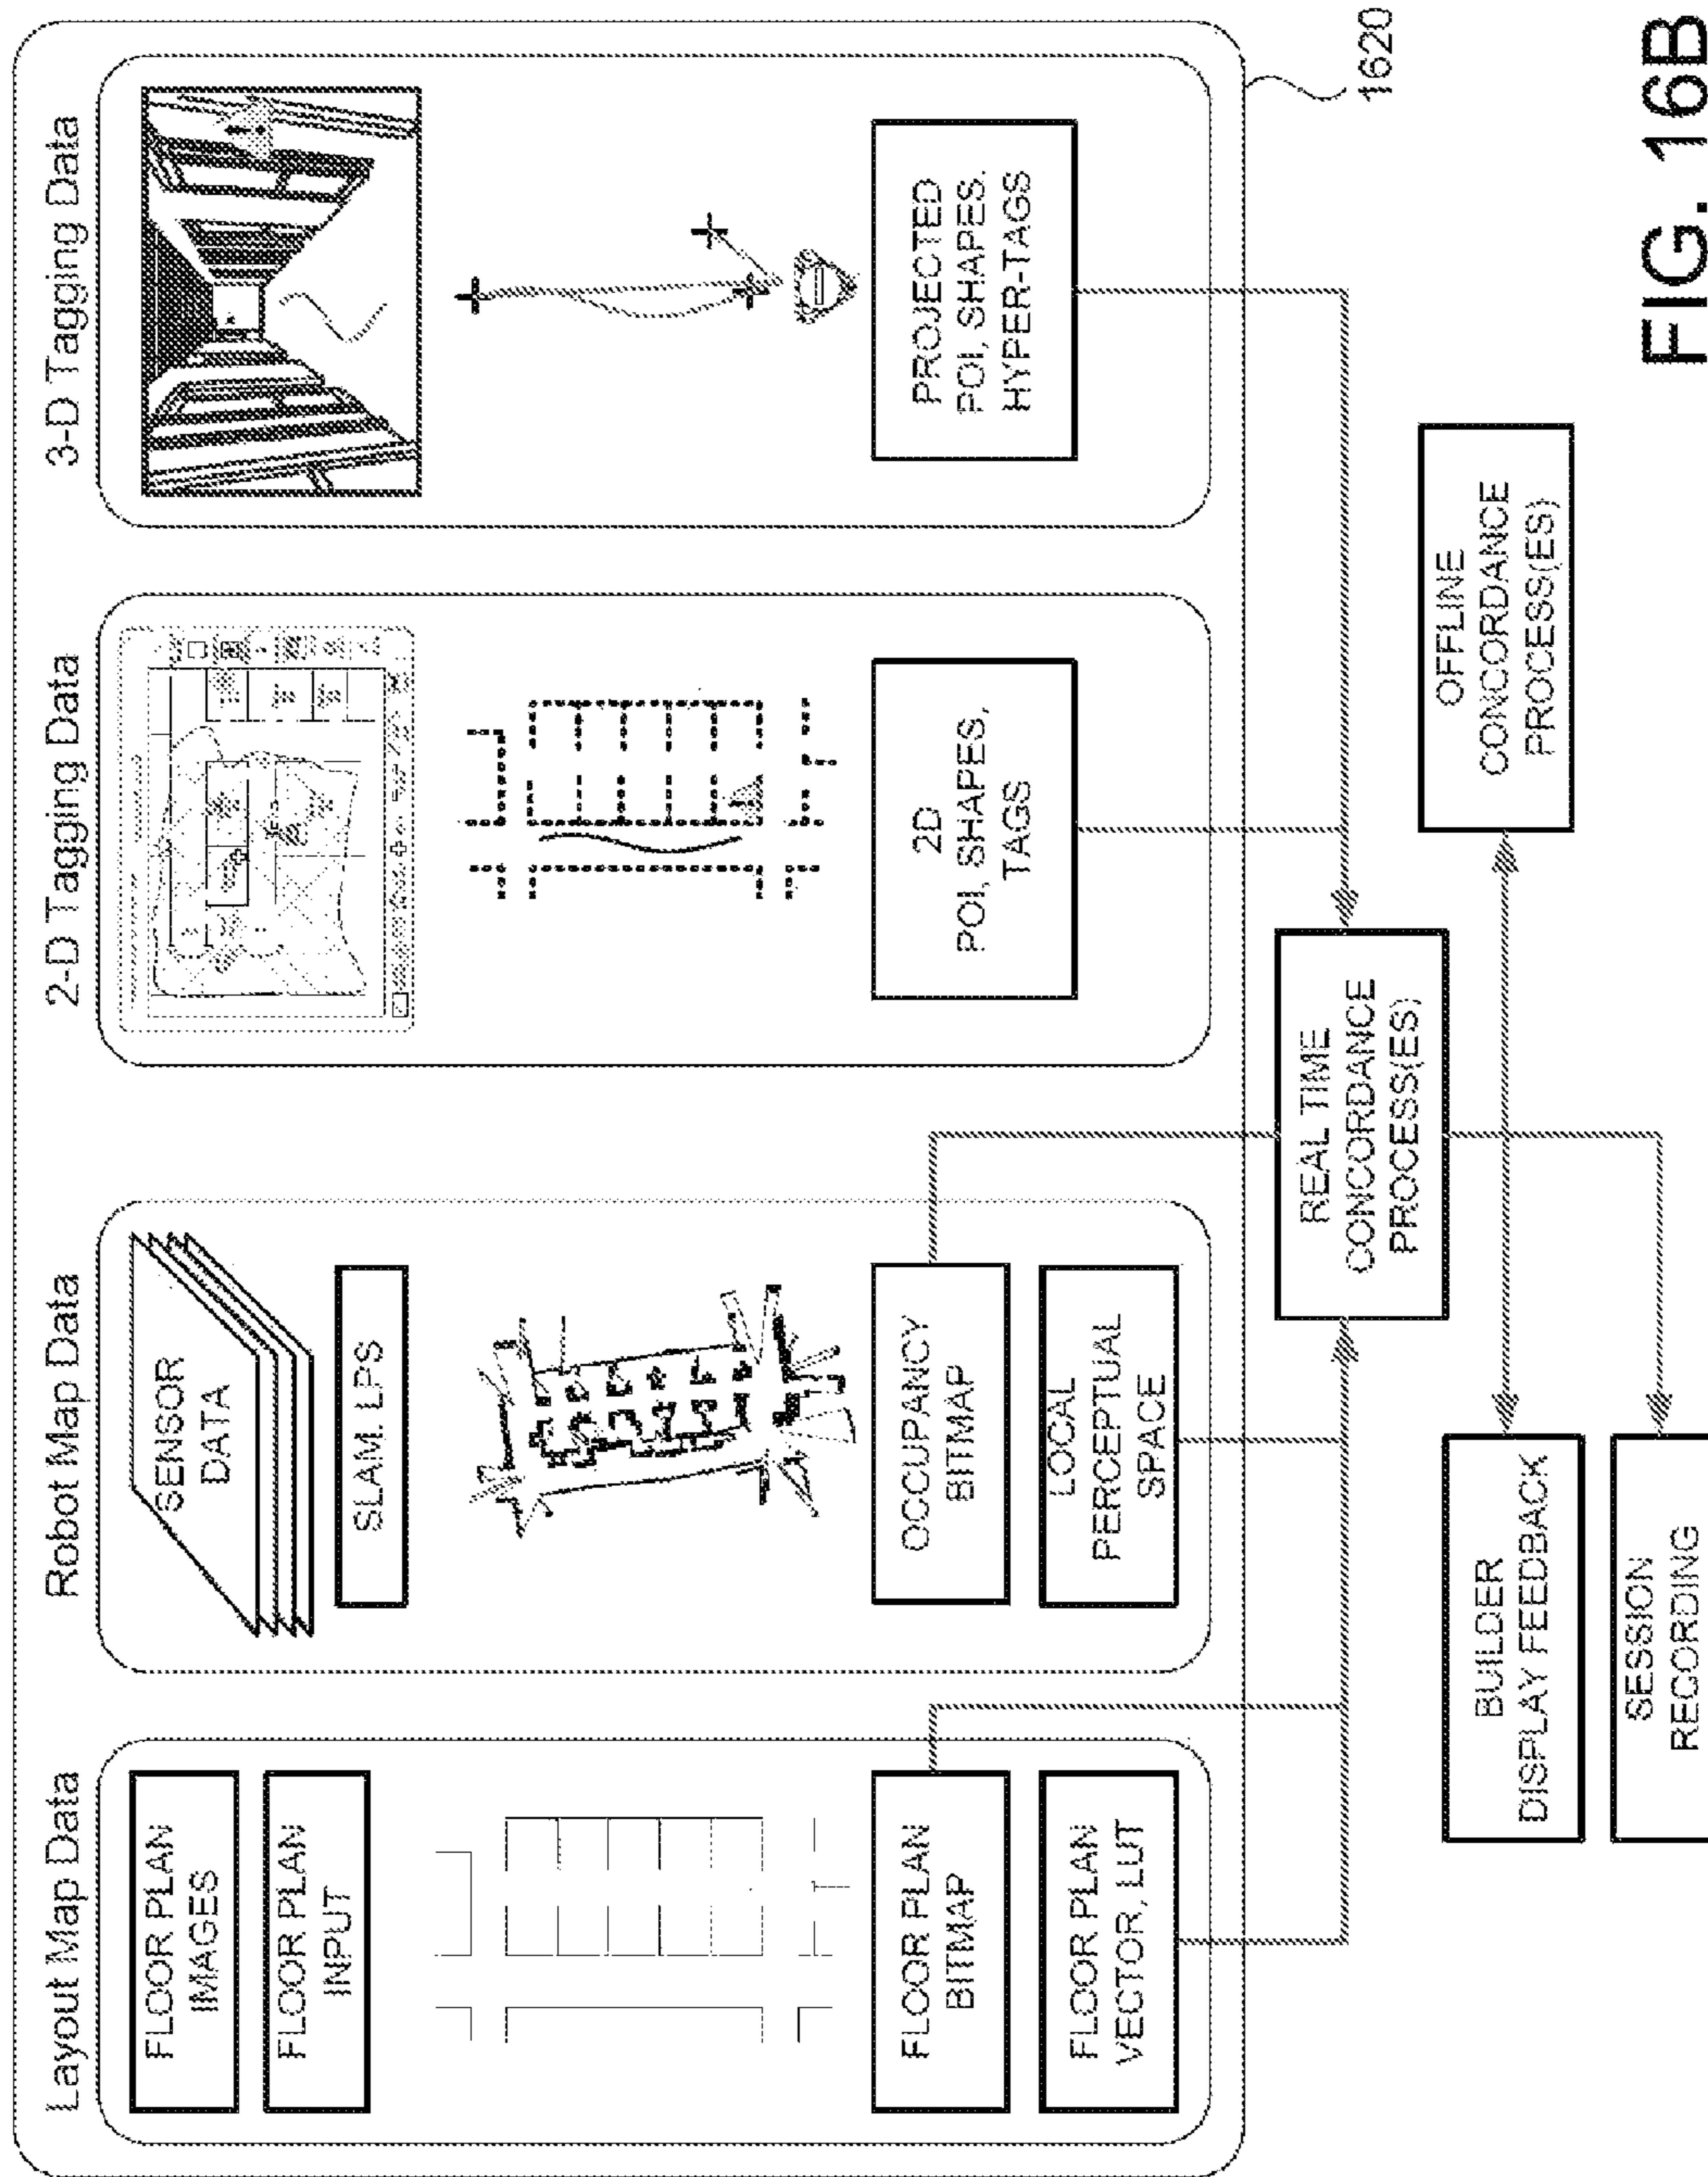 Layout Map Data
FLOOR PLAN
IMAGES
FLOOR PLAN
INPUT
FLOOR PLAN
BITMAP
FLOOR PLAN
VECTOR, LUT
Robot Map Data
SENSOR
DATA
SLAM, LPS
OCCUPANCY
BITMAP
LOCAL
PERCEPTUAL
SPACE
2-D Tagging Data
2D
POI, SHAPES,
TAGS
3-D Tagging Data
PROJECTED
POI, SHAPES.
HYPER-TAGS
1620
REAL TIME
CONCORDANCE
PROCESS(ES)
BUILDER
DISPLAY FEEDBACK
OFFLINE
CONCORDANCE
PROCESS(ES)
SESSION
RECORDING
FIG. 16B